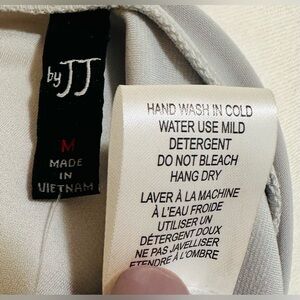 by JJ
M
MADE
IN
VIETNAM
HAND WASH IN COLD
WATER USE MILD
DETERGENT
DO NOT BLEACH
HANG DRY
LAVER À LA MACHINE
À L'EAU FROIDE
UTILISER UN
DÉTERGENT DOUX
NE PAS JAVELLISER
ETENDRE À L'OMBRE